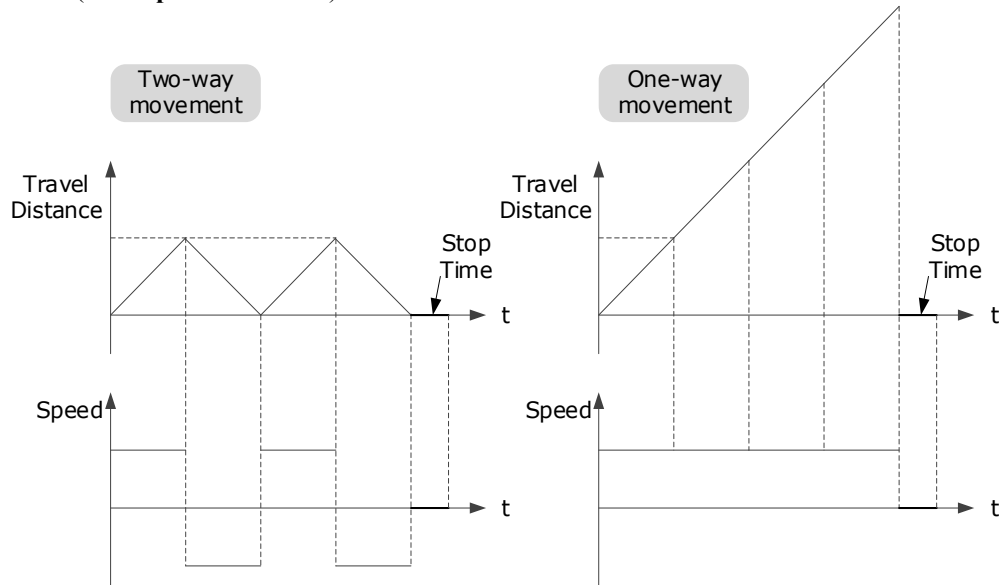 Two-way
movement
Travel
Distance
Stop
Time
t
Speed
t
One-way
movement
Travel
Distance
Stop
Time
t
Speed
t